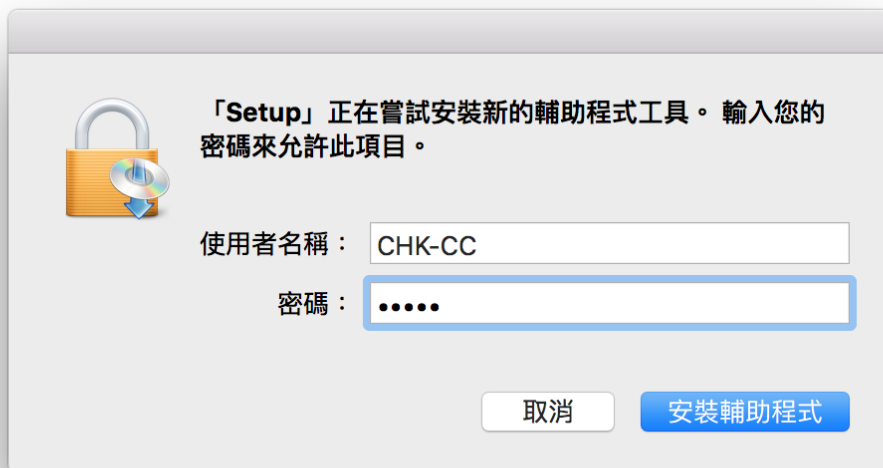 「Setup」正在嘗試安裝新的輔助程式工具。 輸入您的
密碼來允許此項目。
使用者名稱：CHK-CC
密碼：•••••
取消 安裝輔助程式